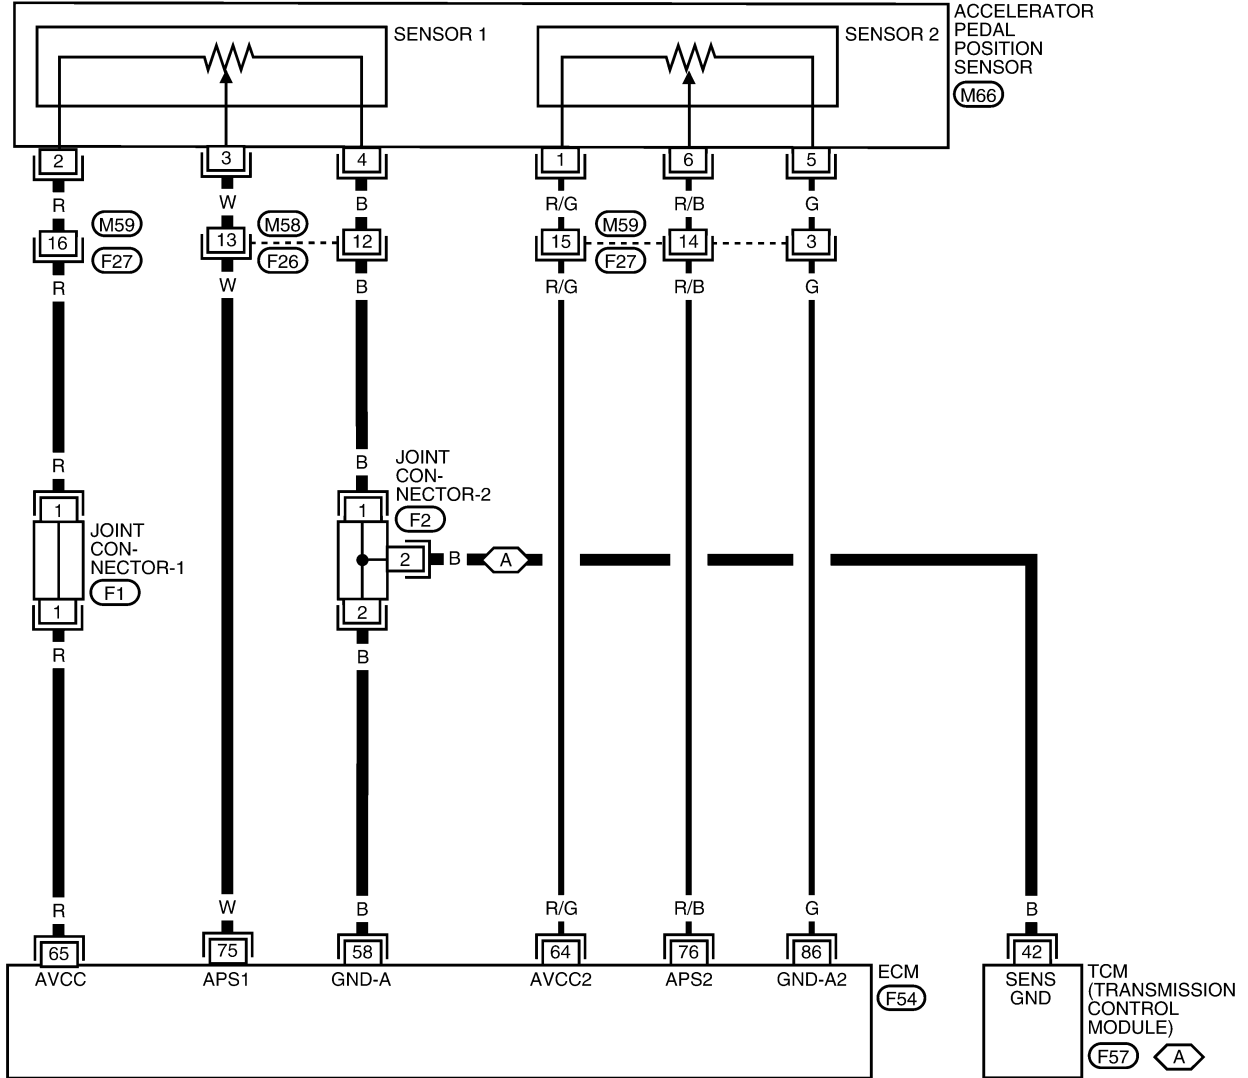 SENSOR 1
SENSOR 2
ACCELERATOR
PEDAL
POSITION
SENSOR
M66
2
3
4
1
6
5
R
W
B
R/G
R/B
G
M59
M58
M59
16
13
12
15
14
3
F27
F26
F27
R
W
B
R/G
R/B
G
R
B
JOINT
CON-
NECTOR-2
F2
1
1
JOINT
CON-
NECTOR-1
F1
2
B
A
1
2
R
B
R
W
B
R/G
R/B
G
B
65
75
58
64
76
86
42
AVCC
APS1
GND-A
AVCC2
APS2
GND-A2
ECM
F54
SENS
GND
TCM
(TRANSMISSION
CONTROL
MODULE)
F57
A